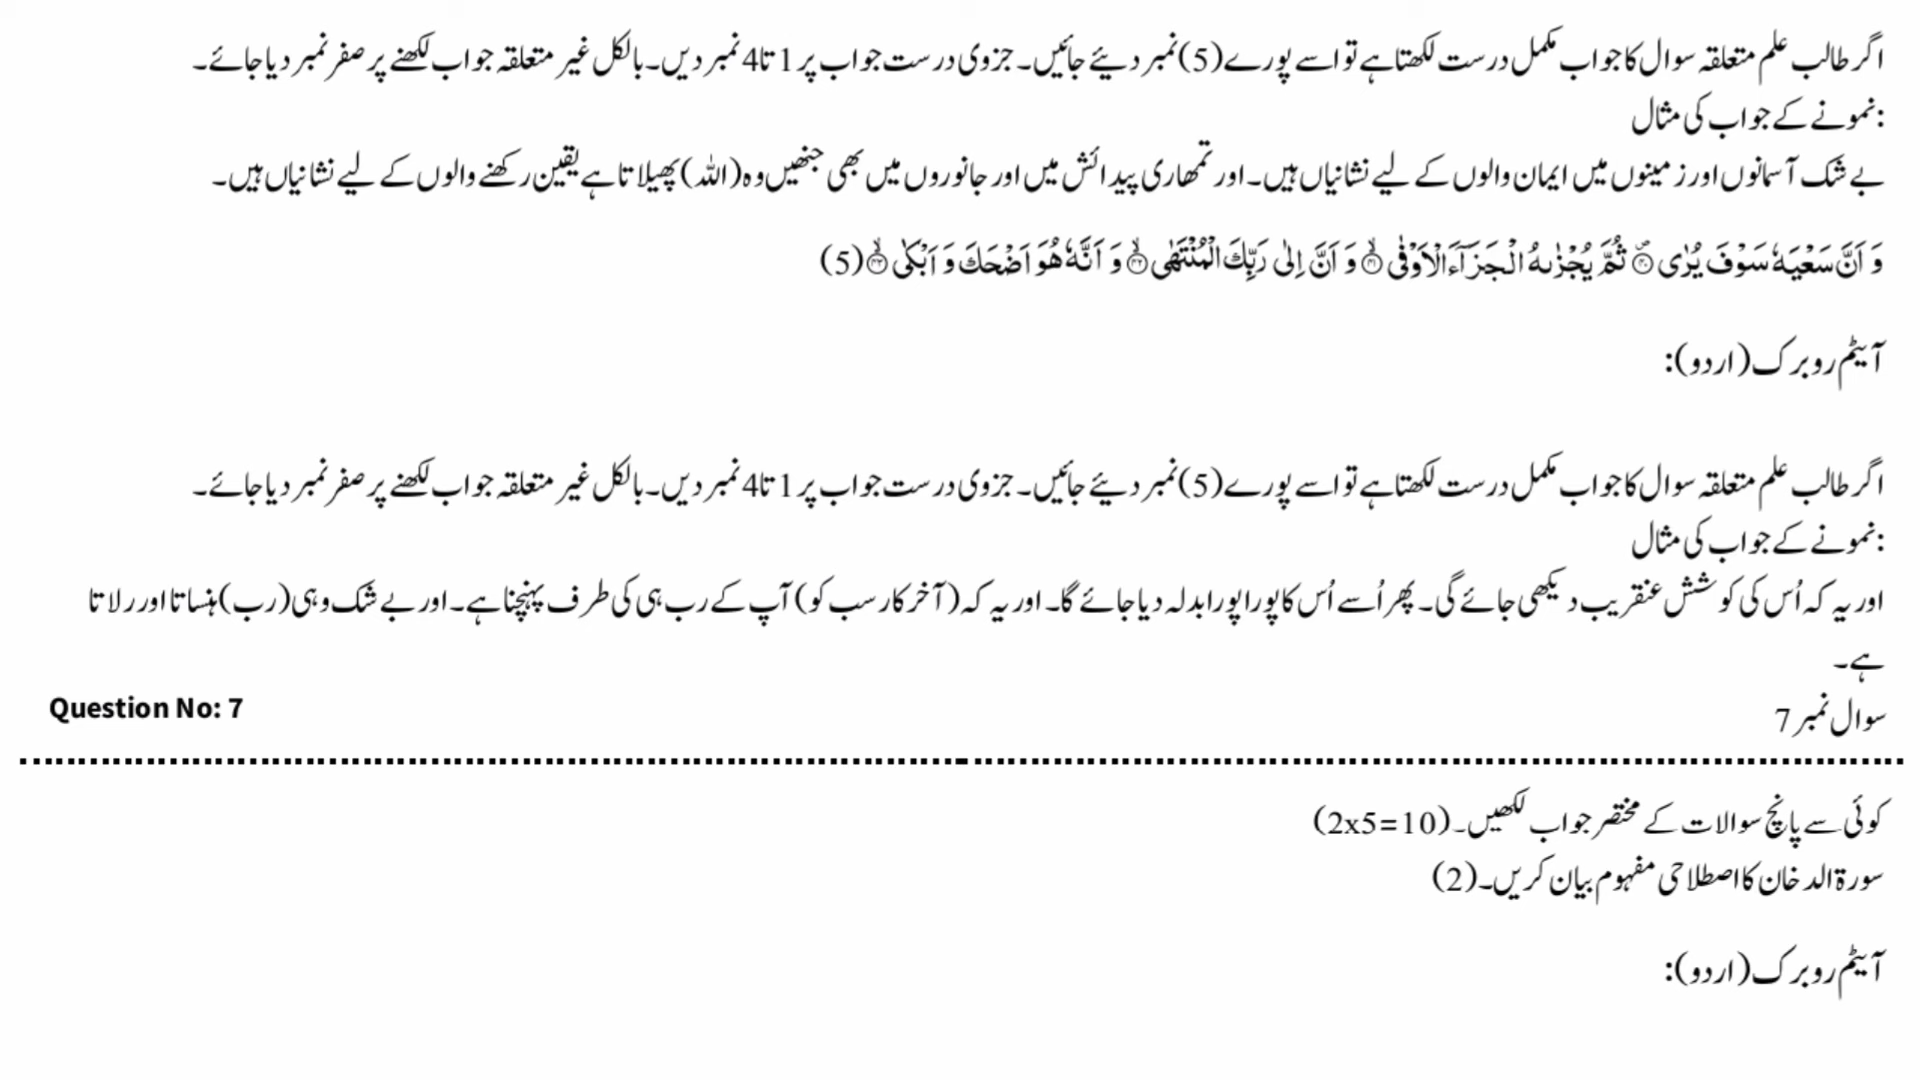 اگر طالب علم متعلقہ سوال کا جواب مکمل درست لکھتا ہے تو اسے پورے (5) نمبر دیئے جائیں۔ جزوی درست جواب پر 1 تا 4 نمبر دیں۔ بالکل غیر متعلقہ جواب لکھنے پر صفر نمبر دیا جائے۔
:نمونے کے جواب کی مثال
بے شک آسمانوں اور زمینوں میں ایمان والوں کے لیے نشانیاں ہیں۔ اور تمھاری پیدائش میں اور جانوروں میں بھی جنھیں وہ (اللہ) پھیلاتا ہے یقین رکھنے والوں کے لیے نشانیاں ہیں۔
وَ اَنَّ سَعْیَہٗ سَوْفَ یُرٰی ﴿۴۰﴾ ثُمَّ یُجْزٰىہُ الْجَزَآءَ الْاَوْفٰی ﴿ۙ۴۱﴾ وَ اَنَّ اِلٰی رَبِّکَ الْمُنْتَہٰی ﴿ۙ۴۲﴾ وَ اَنَّہٗ ہُوَ اَضْحَکَ وَ اَبْکٰی ﴿ۙ۴۳﴾ (5)
آئیٹم روبرک (اردو):
اگر طالب علم متعلقہ سوال کا جواب مکمل درست لکھتا ہے تو اسے پورے (5) نمبر دیئے جائیں۔ جزوی درست جواب پر 1 تا 4 نمبر دیں۔ بالکل غیر متعلقہ جواب لکھنے پر صفر نمبر دیا جائے۔
:نمونے کے جواب کی مثال
اور یہ کہ اُس کی کوشش عنقریب دیکھی جائے گی۔ پھر اُسے اُس کا پورا پورا بدلہ دیا جائے گا۔ اور یہ کہ (آخر کار سب کو) آپ کے رب ہی کی طرف پہنچنا ہے۔ اور بے شک وہی (رب) ہنساتا اور رلاتا
ہے۔
Question No: 7
سوال نمبر 7
کوئی سے پانچ سوالات کے مختصر جواب لکھیں۔ (2x5=10)
سورۃ الدخان کا اصطلاحی مفہوم بیان کریں۔ (2)
آئیٹم روبرک (اردو):